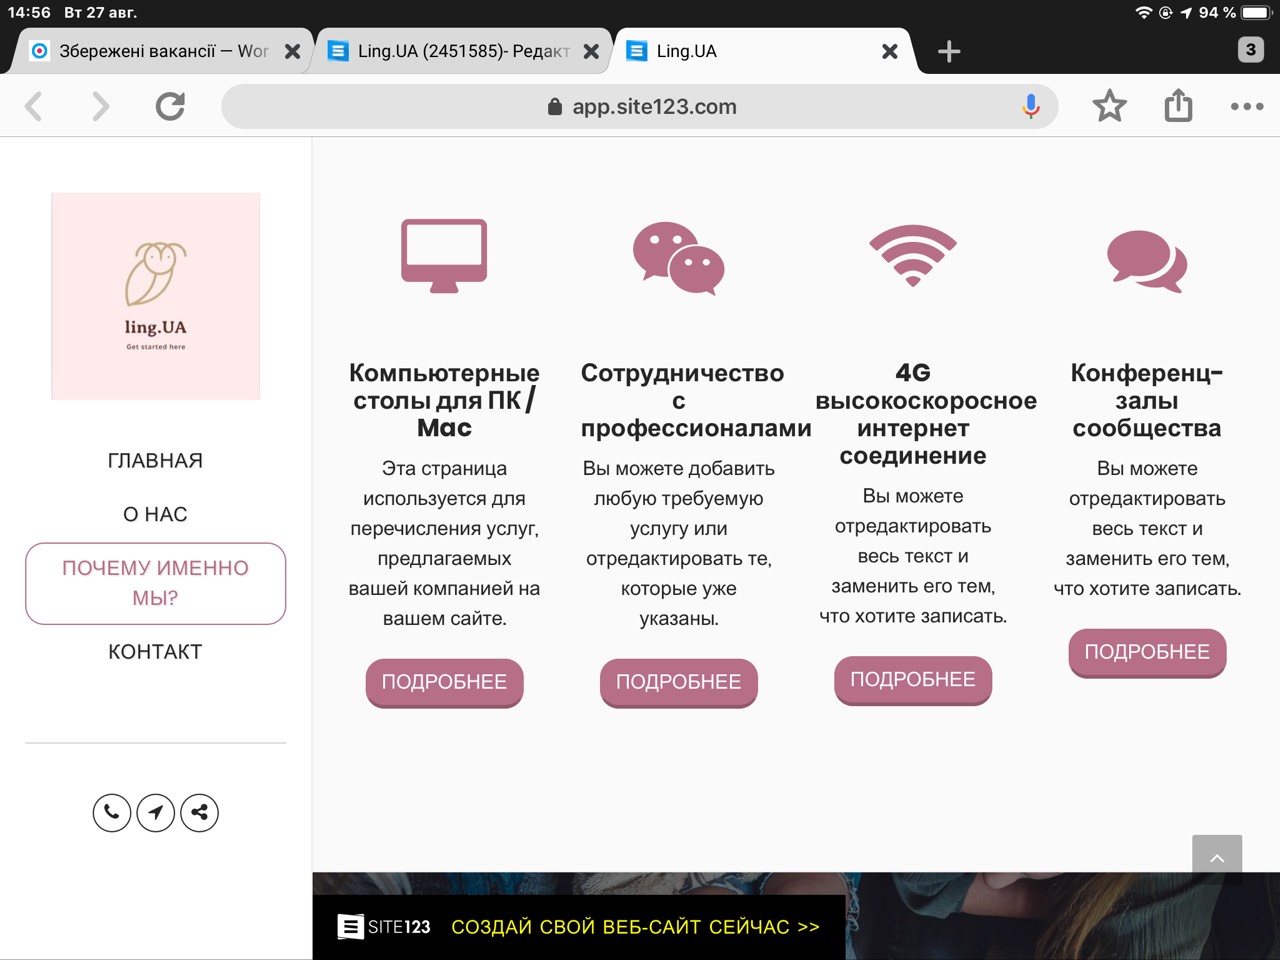 14:56 Вт 27 авг.
94 %
Збережені вакансії — Wor
Ling.UA (2451585)- Редакт
Ling.UA
3
app.site123.com
ling.UA
Get started here
ГЛАВНАЯ
О НАС
ПОЧЕМУ ИМЕННО
МЫ?
КОНТАКТ
Компьютерные
столы для ПК /
Mac
Эта страница
используется для
перечисления услуг,
предлагаемых
вашей компанией на
вашем сайте.
ПОДРОБНЕЕ
Сотрудничество
с
профессионалами
Вы можете добавить
любую требуемую
услугу или
отредактировать те,
которые уже
указаны.
ПОДРОБНЕЕ
4G
высокоскоросное
интернет
соединение
Вы можете
отредактировать
весь текст и
заменить его тем,
что хотите записать.
ПОДРОБНЕЕ
Конференц-
залы
сообщества
Вы можете
отредактировать
весь текст и
заменить его тем,
что хотите записать.
ПОДРОБНЕЕ
SITE123 СОЗДАЙ СВОЙ ВЕБ-САЙТ СЕЙЧАС >>